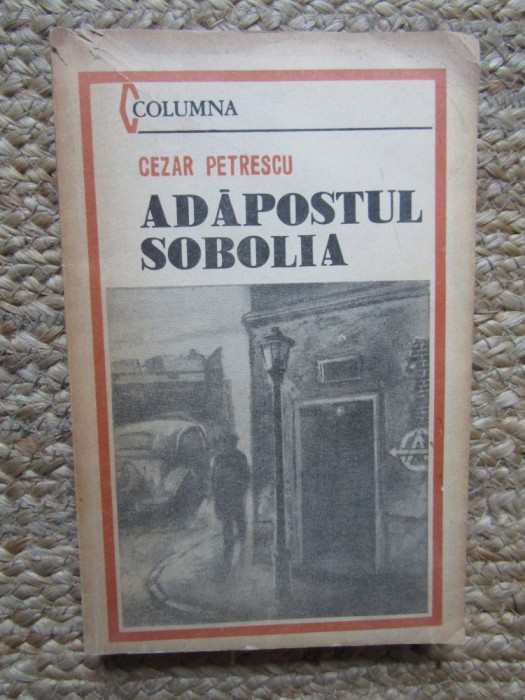 COLUMNA
CEZAR PETRESCU
ADĂPOSTUL
SOBOLIA